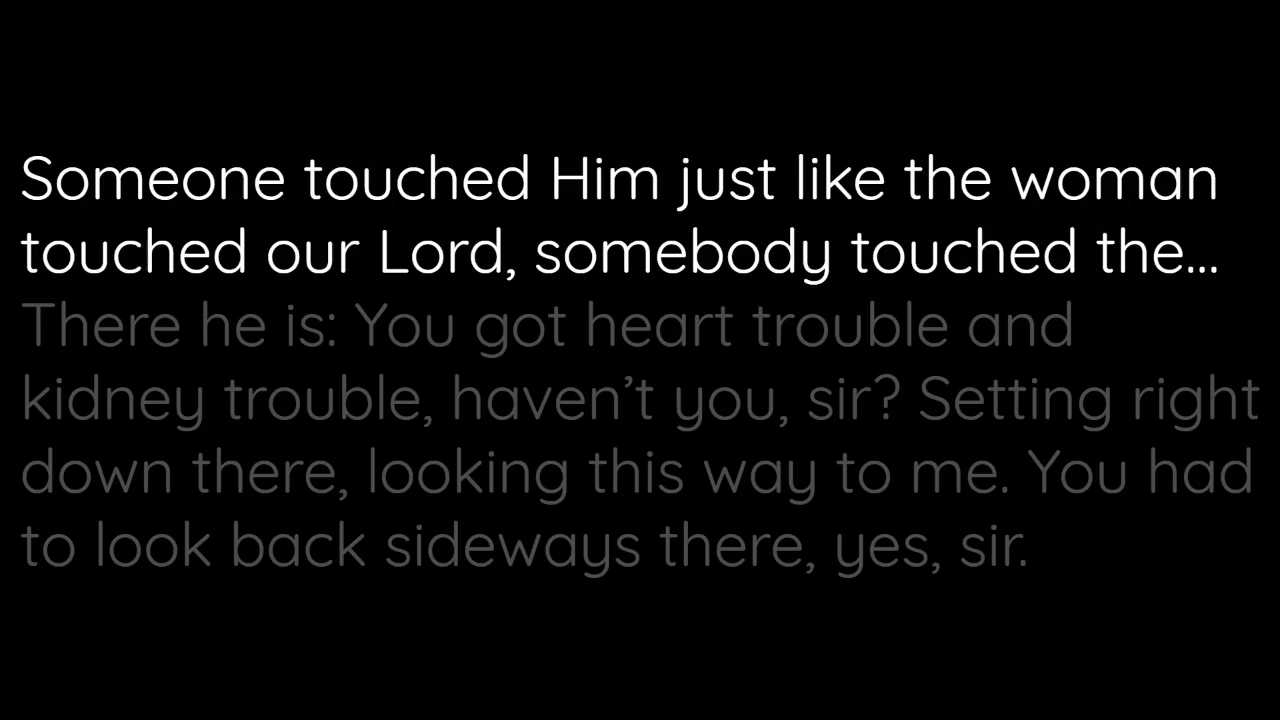 Someone touched Him just like the woman
touched our Lord, somebody touched the...
There he is: You got heart trouble and
kidney trouble, haven’t you, sir? Setting right
down there, looking this way to me. You had
to look back sideways there, yes, sir.